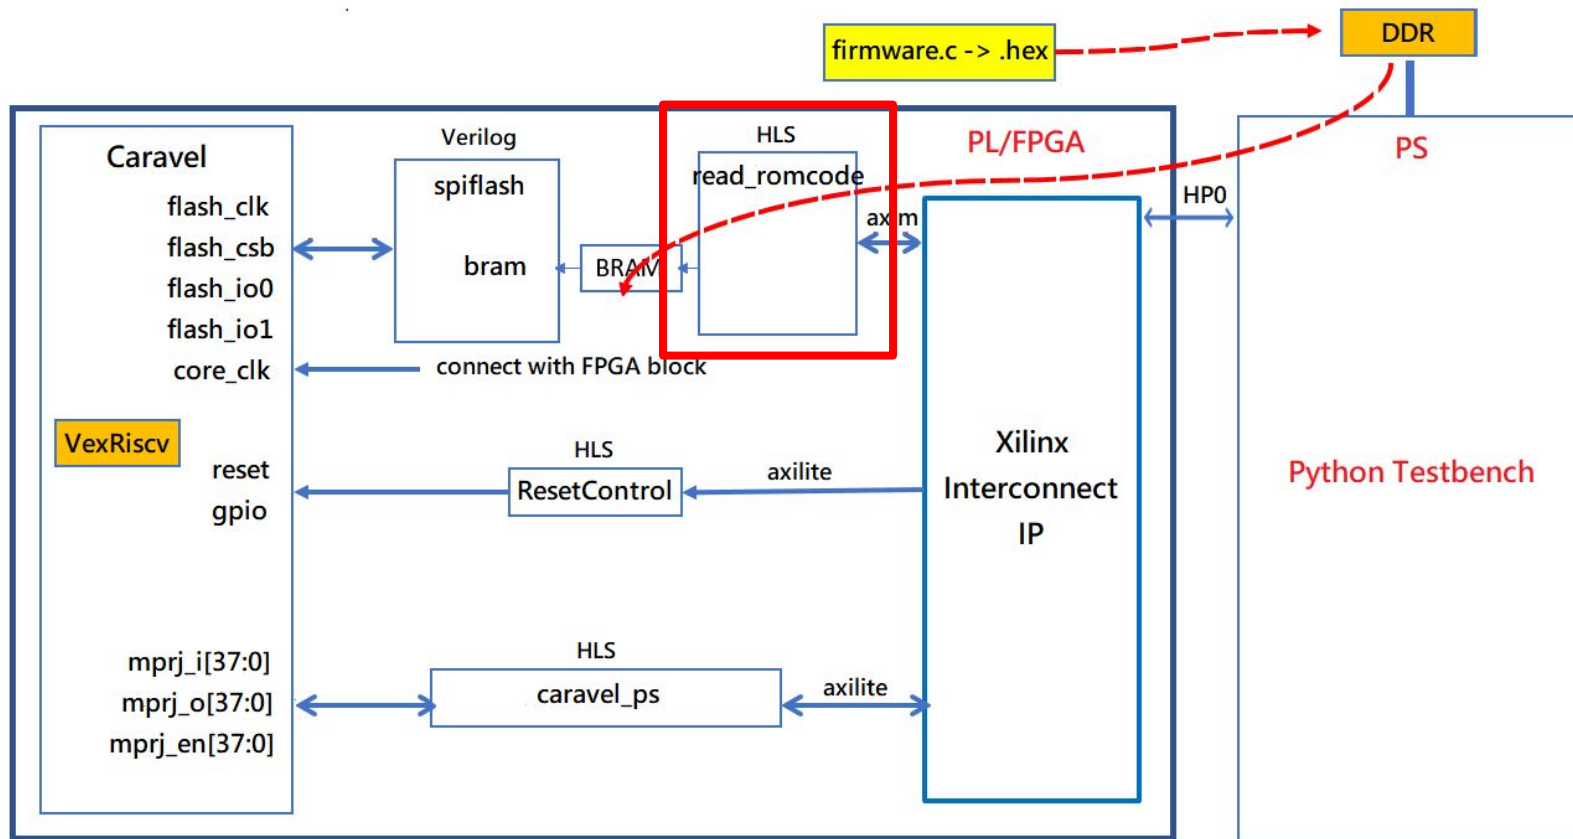 firmware.c -> .hex
DDR
Caravel
flash_clk
flash_csb
flash_io0
flash_io1
core_clk
VexRiscv
reset
gpio
mprj_i[37:0]
mprj_o[37:0]
mprj_en[37:0]
Verilog
spiflash
bram
BRAM
HLS
read_romcode
axim
connect with FPGA block
HLS
ResetControl
axilite
HLS
caravel_ps
axilite
PL/FPGA
Xilinx
Interconnect
IP
HP0
PS
Python Testbench